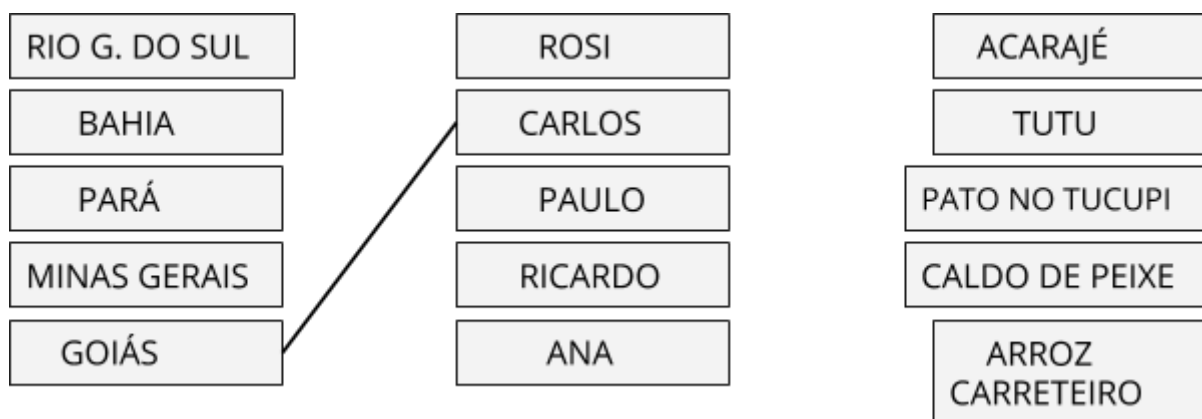 RIO G. DO SUL
ROSI
ACARAJÉ
BAHIA
CARLOS
TUTU
PARÁ
PAULO
PATO NO TUCUPI
MINAS GERAIS
RICARDO
CALDO DE PEIXE
GOIÁS
ANA
ARROZ
CARRETEIRO